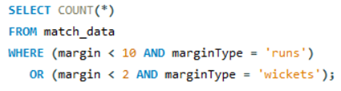 SELECT COUNT(*)
FROM match_data
WHERE (margin < 10 AND marginType = 'runs')
OR (margin < 2 AND marginType = 'wickets');